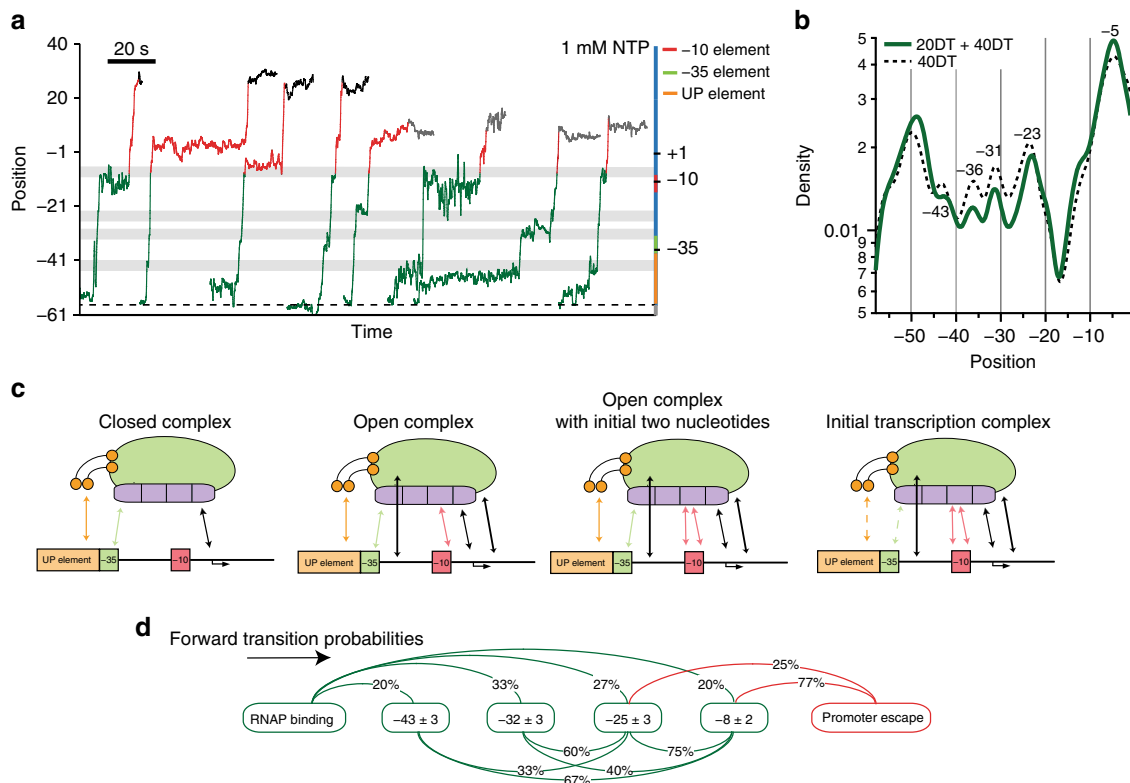 a
40
20
−1
−21
−41
−61
Position
20 s
Time
1 mM NTP
−10 element
−35 element
UP element
+1
−10
−35
b
20DT + 40DT
40DT
5
4
3
2
0.01
9
8
7
6
5
Density
−5
−23
−31
−36
−43
−50
−40
−30
−20
−10
Position
c
Closed complex
Open complex
Open complex
with initial two nucleotides
Initial transcription complex
UP element
−35
−10
UP element
−35
−10
UP element
−35
−10
UP element
−35
−10
d
Forward transition probabilities
25%
20%
33%
27%
20%
77%
RNAP binding
−43 ± 3
−32 ± 3
−25 ± 3
−8 ± 2
Promoter escape
60%
75%
33%
40%
67%